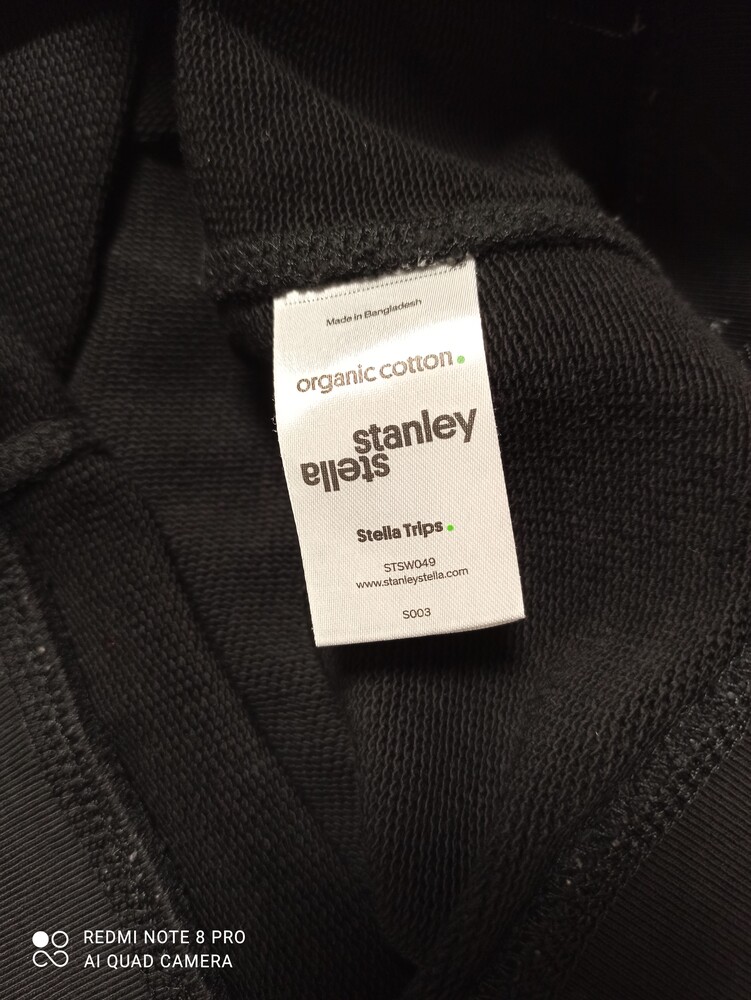 Made in Bangladesh
organic cotton.
stanley
stella
Stella Trips.
STSW049
www.stanleystella.com
S003
REDMI NOTE 8 PRO
AI QUAD CAMERA